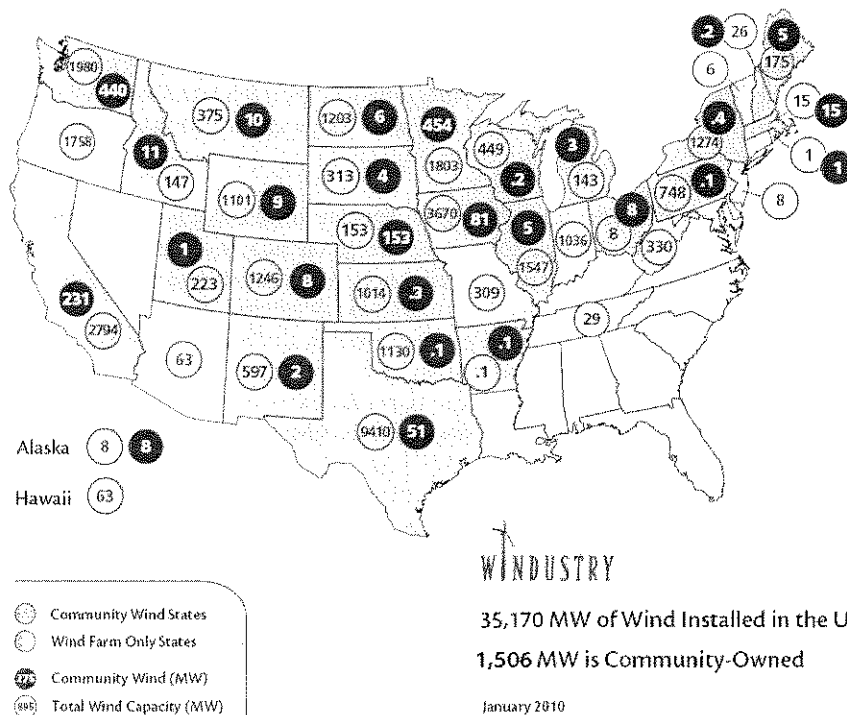 .2 26 5
1980 6 175
440
375 10 1203 6 454 449 3 .4 15 15
1758 11 1274 1
147 1101 9 313 4 1803 .2 143 748 .1 8
153 153 3670 81 5 8 8 330
1 223 1246 8 1036
1547
1014 .3 309
231 2794 29
63 597 2 1130 .1 .1
.1
9410 51
Alaska 8 8
Hawaii 63
WINDUSTRY
Community Wind States
Wind Farm Only States
Community Wind (MW)
Total Wind Capacity (MW)
35,170 MW of Wind Installed in the U
1,506 MW is Community-Owned
January 2010